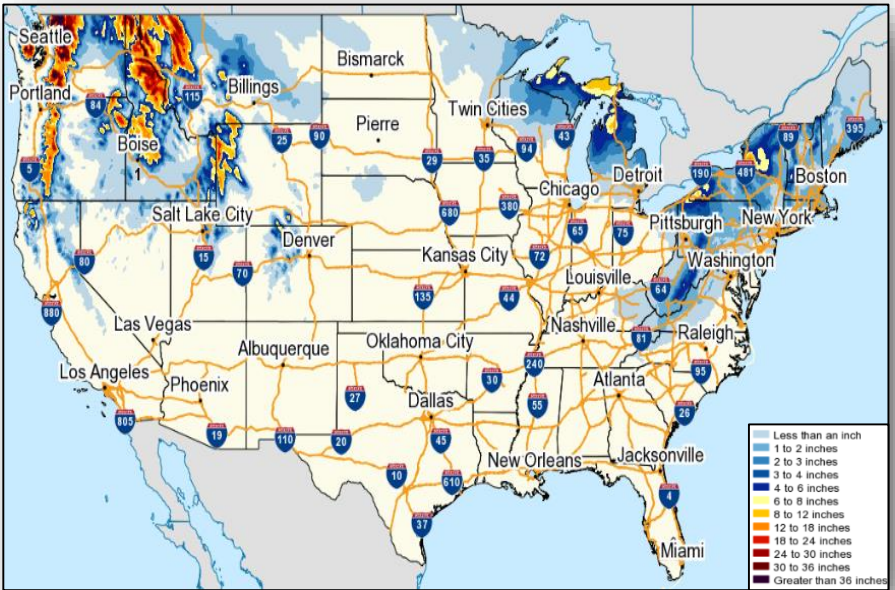 Seattle
Bismarck
Portland
84
115
Billings
Twin Cities
Pierre
25
90
Boise
5
29
35
94
43
Detroit
190
481
89
395
Boston
Chicago
Salt Lake City
680
380
65
75
Pittsburgh
New York
Denver
80
15
70
Kansas City
72
Washington
Louisville
64
135
44
880
Las Vegas
Nashville
81
Raleigh
Albuquerque
Oklahoma City
240
95
Los Angeles
Phoenix
30
Atlanta
27
Dallas
55
26
805
19
110
20
45
New Orleans
Jacksonville
10
610
4
37
Miami
Less than an inch
1 to 2 inches
2 to 3 inches
3 to 4 inches
4 to 6 inches
6 to 8 inches
8 to 12 inches
12 to 18 inches
18 to 24 inches
24 to 30 inches
30 to 36 inches
Greater than 36 inches